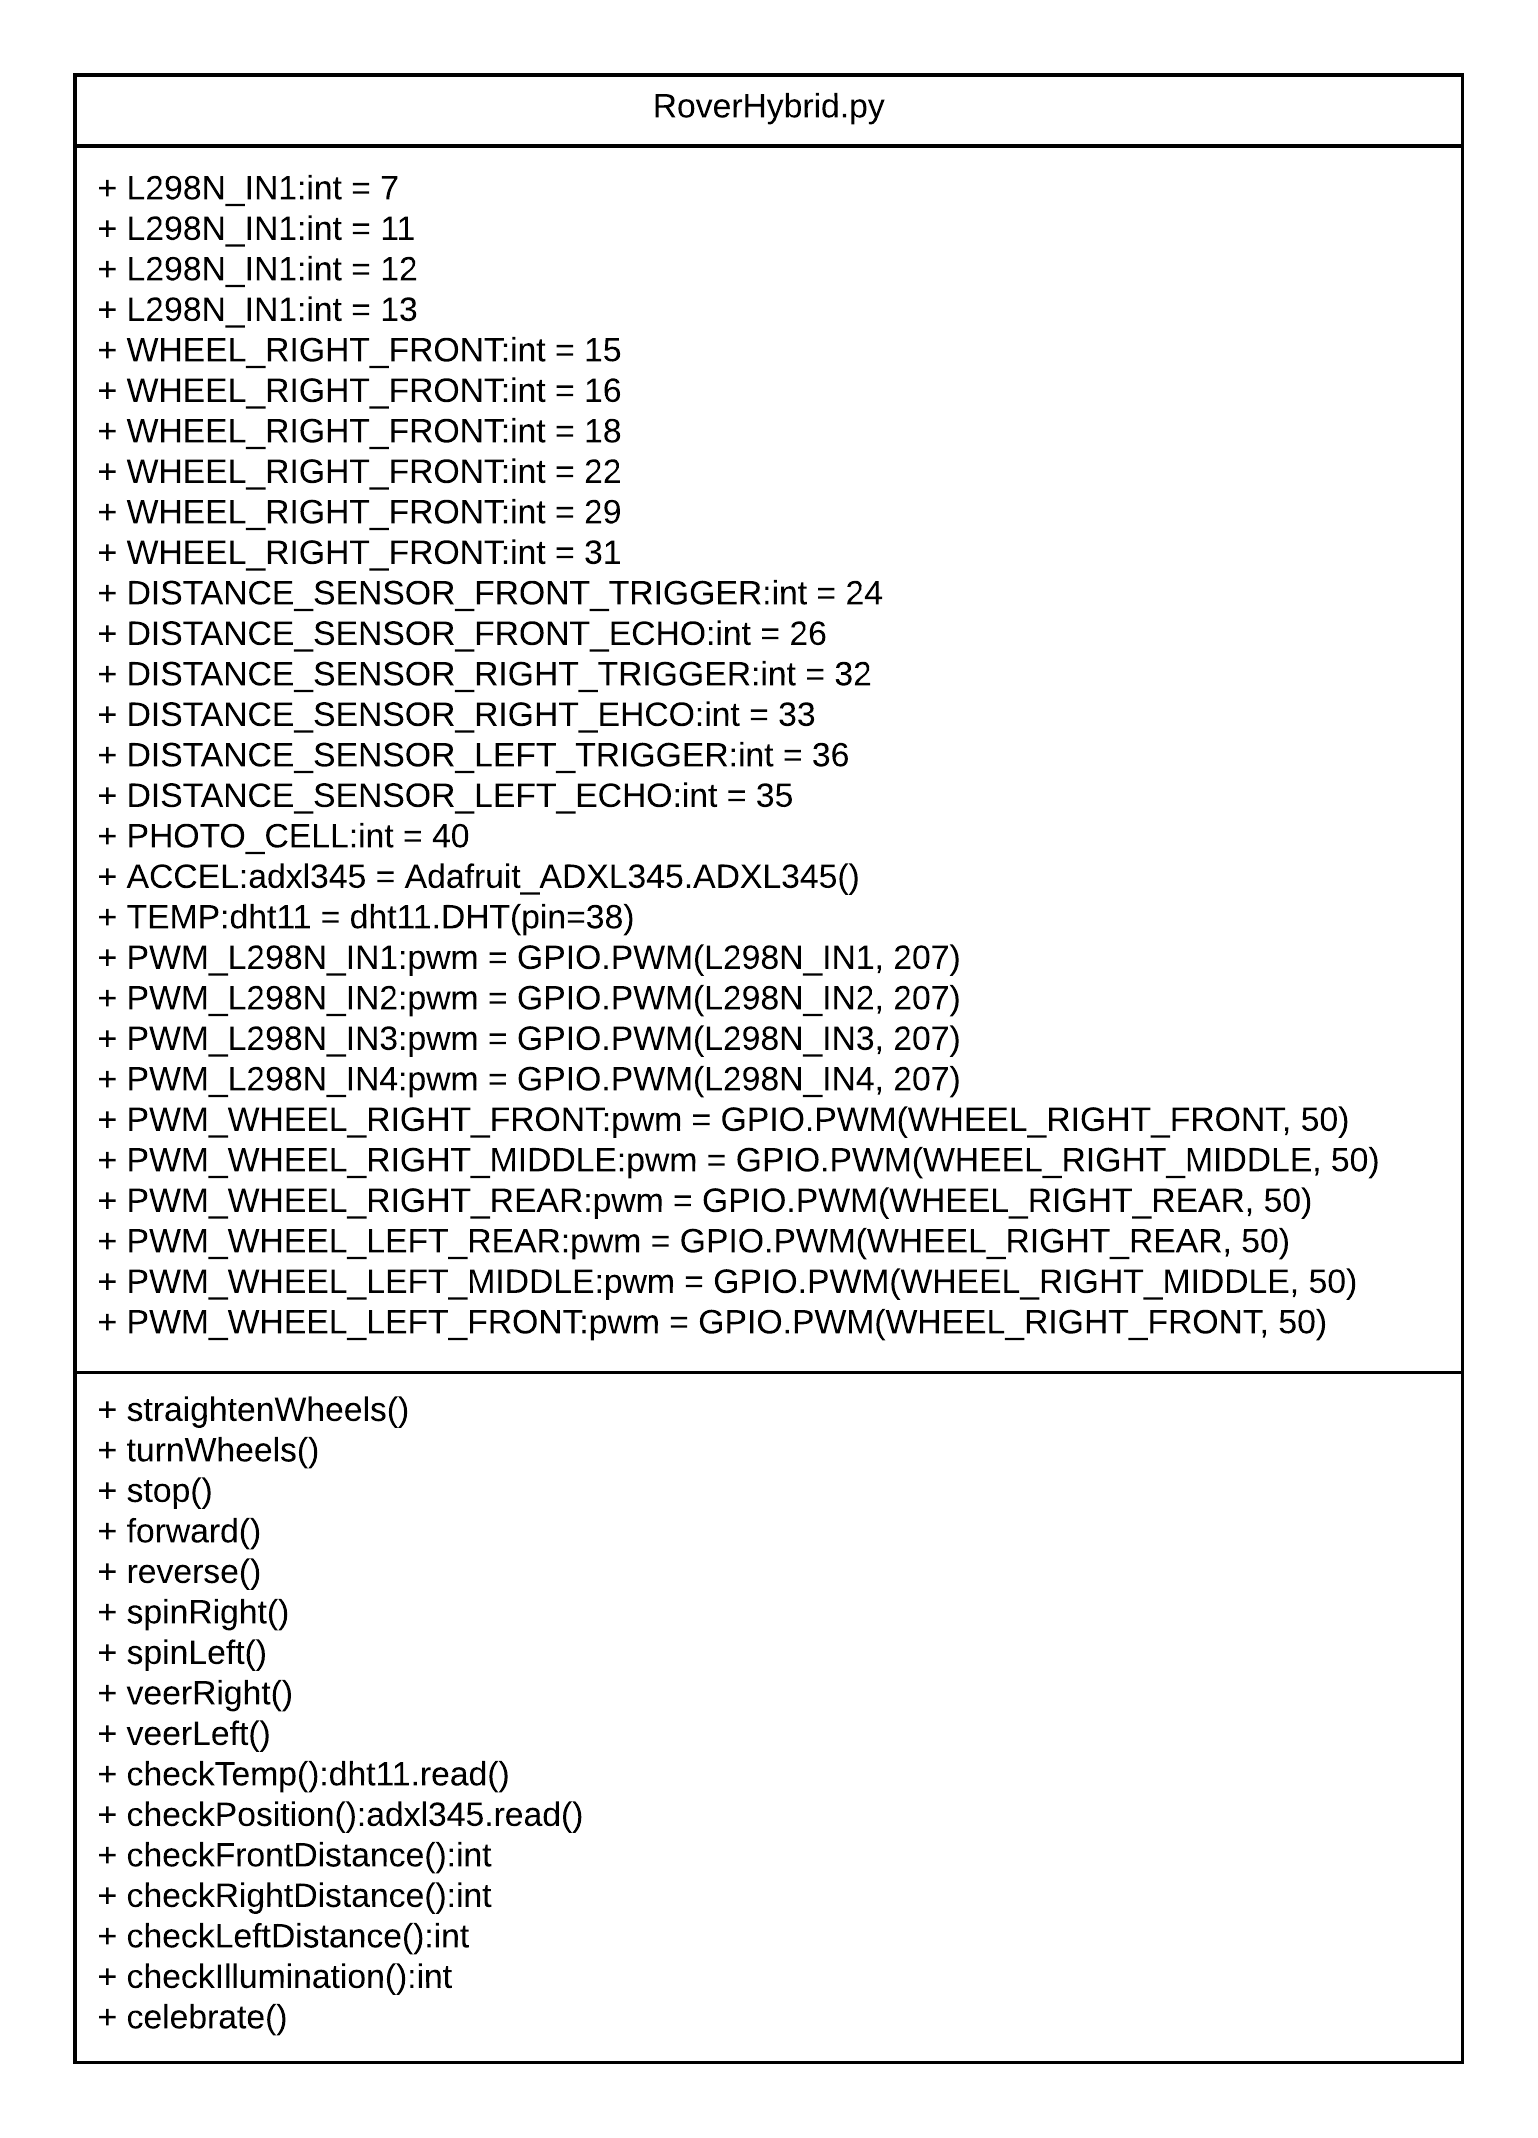 RoverHybrid.py
+ L298N_IN1:int = 7
+ L298N_IN1:int = 11
+ L298N_IN1:int = 12
+ L298N_IN1:int = 13
+ WHEEL_RIGHT_FRONT:int = 15
+ WHEEL_RIGHT_FRONT:int = 16
+ WHEEL_RIGHT_FRONT:int = 18
+ WHEEL_RIGHT_FRONT:int = 22
+ WHEEL_RIGHT_FRONT:int = 29
+ WHEEL_RIGHT_FRONT:int = 31
+ DISTANCE_SENSOR_FRONT_TRIGGER:int = 24
+ DISTANCE_SENSOR_FRONT_ECHO:int = 26
+ DISTANCE_SENSOR_RIGHT_TRIGGER:int = 32
+ DISTANCE_SENSOR_RIGHT_EHCO:int = 33
+ DISTANCE_SENSOR_LEFT_TRIGGER:int = 36
+ DISTANCE_SENSOR_LEFT_ECHO:int = 35
+ PHOTO_CELL:int = 40
+ ACCEL:adxl345 = Adafruit_ADXL345.ADXL345()
+ TEMP:dht11 = dht11.DHT(pin=38)
+ PWM_L298N_IN1:pwm = GPIO.PWM(L298N_IN1, 207)
+ PWM_L298N_IN2:pwm = GPIO.PWM(L298N_IN2, 207)
+ PWM_L298N_IN3:pwm = GPIO.PWM(L298N_IN3, 207)
+ PWM_L298N_IN4:pwm = GPIO.PWM(L298N_IN4, 207)
+ PWM_WHEEL_RIGHT_FRONT:pwm = GPIO.PWM(WHEEL_RIGHT_FRONT, 50)
+ PWM_WHEEL_RIGHT_MIDDLE:pwm = GPIO.PWM(WHEEL_RIGHT_MIDDLE, 50)
+ PWM_WHEEL_RIGHT_REAR:pwm = GPIO.PWM(WHEEL_RIGHT_REAR, 50)
+ PWM_WHEEL_LEFT_REAR:pwm = GPIO.PWM(WHEEL_RIGHT_REAR, 50)
+ PWM_WHEEL_LEFT_MIDDLE:pwm = GPIO.PWM(WHEEL_RIGHT_MIDDLE, 50)
+ PWM_WHEEL_LEFT_FRONT:pwm = GPIO.PWM(WHEEL_RIGHT_FRONT, 50)
+ straightenWheels()
+ turnWheels()
+ stop()
+ forward()
+ reverse()
+ spinRight()
+ spinLeft()
+ veerRight()
+ veerLeft()
+ checkTemp():dht11.read()
+ checkPosition():adxl345.read()
+ checkFrontDistance():int
+ checkRightDistance():int
+ checkLeftDistance():int
+ checkIllumination():int
+ celebrate()